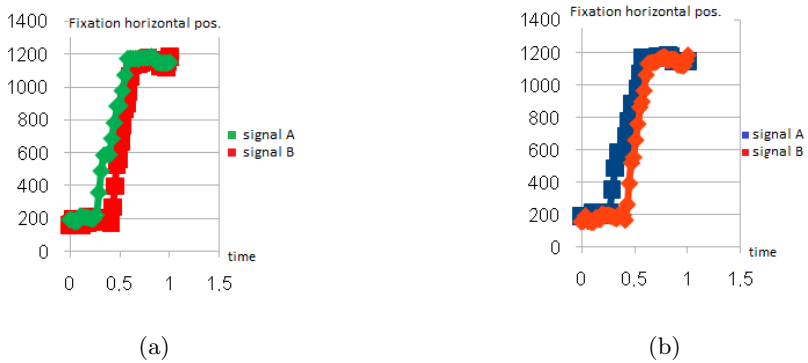 Fixation horizontal pos.
1400
1200
1000
800
600
400
200
0
signal A
signal B
time
0 0,5 1 1,5
(a)
Fixation horizontal pos.
1400
1200
1000
800
600
400
200
0
signal A
signal B
time
0 0,5 1 1,5
(b)